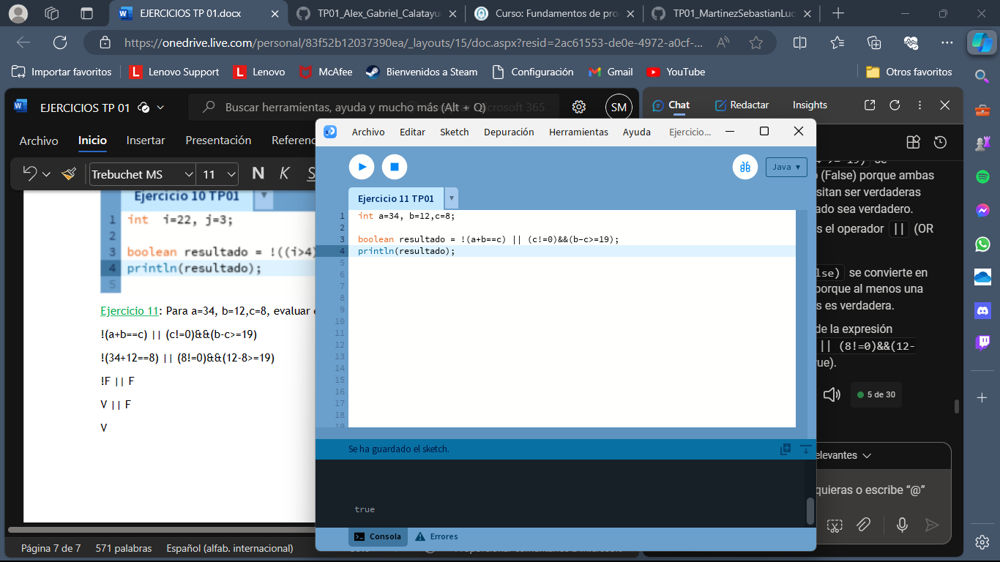 EJERCICIOS TP 01.docx
TP01_Alex_Gabriel_Calatayu
Curso: Fundamentos de pro
TP01_MartinezSebastianLuc
https://onedrive.live.com/personal/83f52b12037390ea/_layouts/15/doc.aspx?resid=2ac61553-de0e-4972-a0cf-...
Importar favoritos
Lenovo Support
Lenovo
McAfee
Bienvenidos a Steam
Configuración
Gmail
YouTube
Otros favoritos
EJERCICIOS TP 01
Buscar herramientas, ayuda y mucho más (Alt + Q)
SM
Chat
Redactar
Insights
Archivo
Inicio
Insertar
Presentación
Referenc
Trebuchet MS
11
N
K
S
Ejercicio 10 TP01
1 int i=22, j=3;
2
3 boolean resultado = !((i>4)
4 println(resultado);
5
Ejercicio 11: Para a=34, b=12,c=8, evaluar
!(a+b==c) || (c!=0)&&(b-c>=19)
!(34+12==8) || (8!=0)&&(12-8>=19)
!F || F
V || F
V
Página 7 de 7
571 palabras
Español (alfab. internacional)
Archivo
Editar
Sketch
Depuración
Herramientas
Ayuda
Ejercicio...
Java
Ejercicio 11 TP01
1 int a=34, b=12,c=8;
2
3 boolean resultado = !(a+b==c) || (c!=0)&&(b-c>=19);
4 println(resultado);
5
6
7
8
9
10
11
12
13
14
15
16
17
18
19
Se ha guardado el sketch.
true
Consola
Errores
(False) porque ambas
sitan ser verdaderas
ado sea verdadero.
s el operador || (OR
lse) se convierte en
porque al menos una
s es verdadera.
de la expresión
|| (8!=0)&&(12-
ue).
5 de 30
elevantes
quieras o escribe “@”